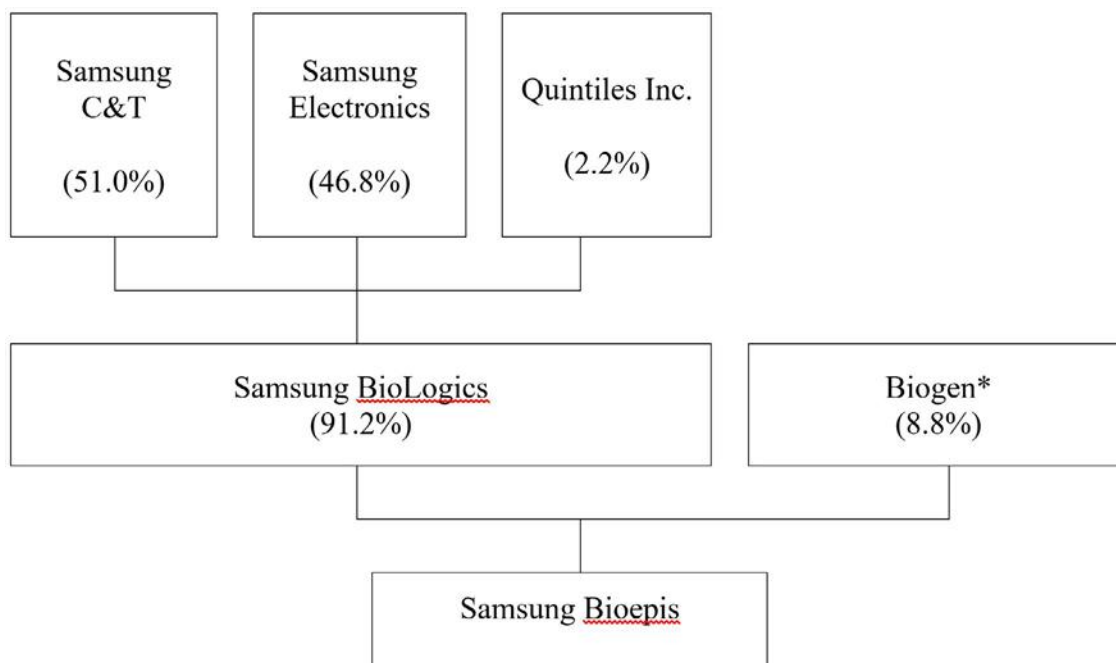 Samsung
C&T
(51.0%)
Samsung
Electronics
(46.8%)
Quintiles Inc.
(2.2%)
Samsung BioLogics
(91.2%)
Biogen*
(8.8%)
Samsung Bioepis